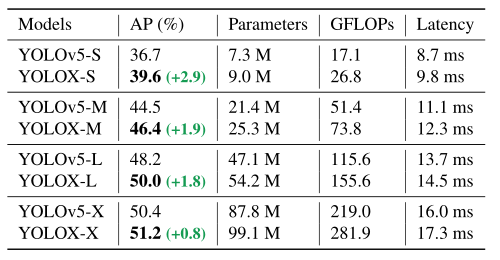 Models AP (%) Parameters GFLOPs Latency
YOLOv5-S 36.7 7.3 M 17.1 8.7 ms
YOLOX-S 39.6 (+2.9) 9.0 M 26.8 9.8 ms
YOLOv5-M 44.5 21.4 M 51.4 11.1 ms
YOLOX-M 46.4 (+1.9) 25.3 M 73.8 12.3 ms
YOLOv5-L 48.2 47.1 M 115.6 13.7 ms
YOLOX-L 50.0 (+1.8) 54.2 M 155.6 14.5 ms
YOLOv5-X 50.4 87.8 M 219.0 16.0 ms
YOLOX-X 51.2 (+0.8) 99.1 M 281.9 17.3 ms